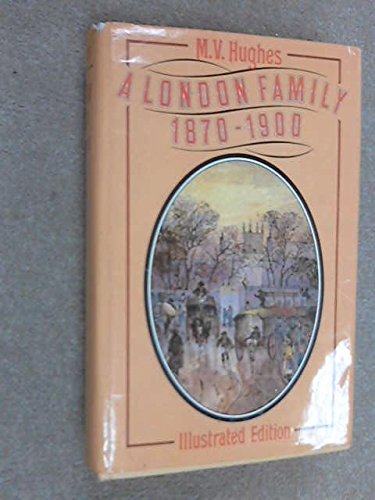 M.V. Hughes
A LONDON FAMILY
1870-1900
Illustrated Edition